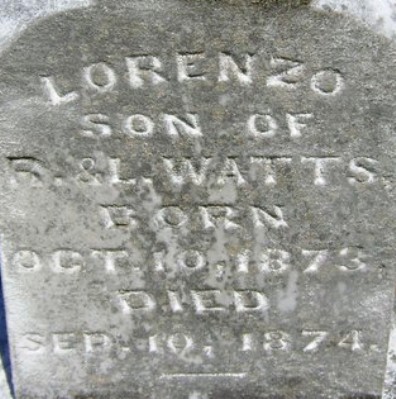 LORENZO
SON OF
R. & L. WATTS,
BORN
OCT. 10, 1873,
DIED
SEP. 10, 1874.